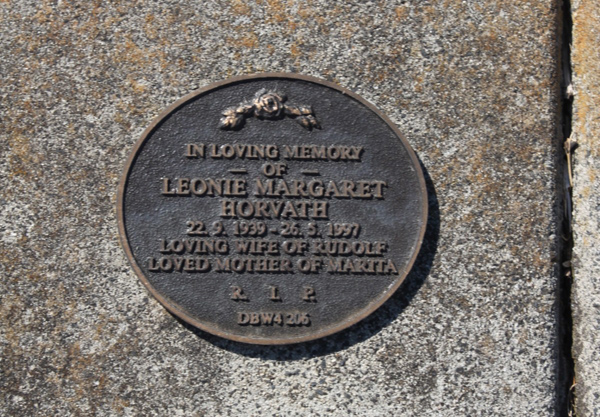 IN LOVING MEMORY
— OF —
LEONIE MARGARET
HORVATH
22. 9. 1939 - 26. 5. 1997
LOVING WIFE OF RUDOLF
LOVED MOTHER OF MARITA
R. I. P.
DBW4 206